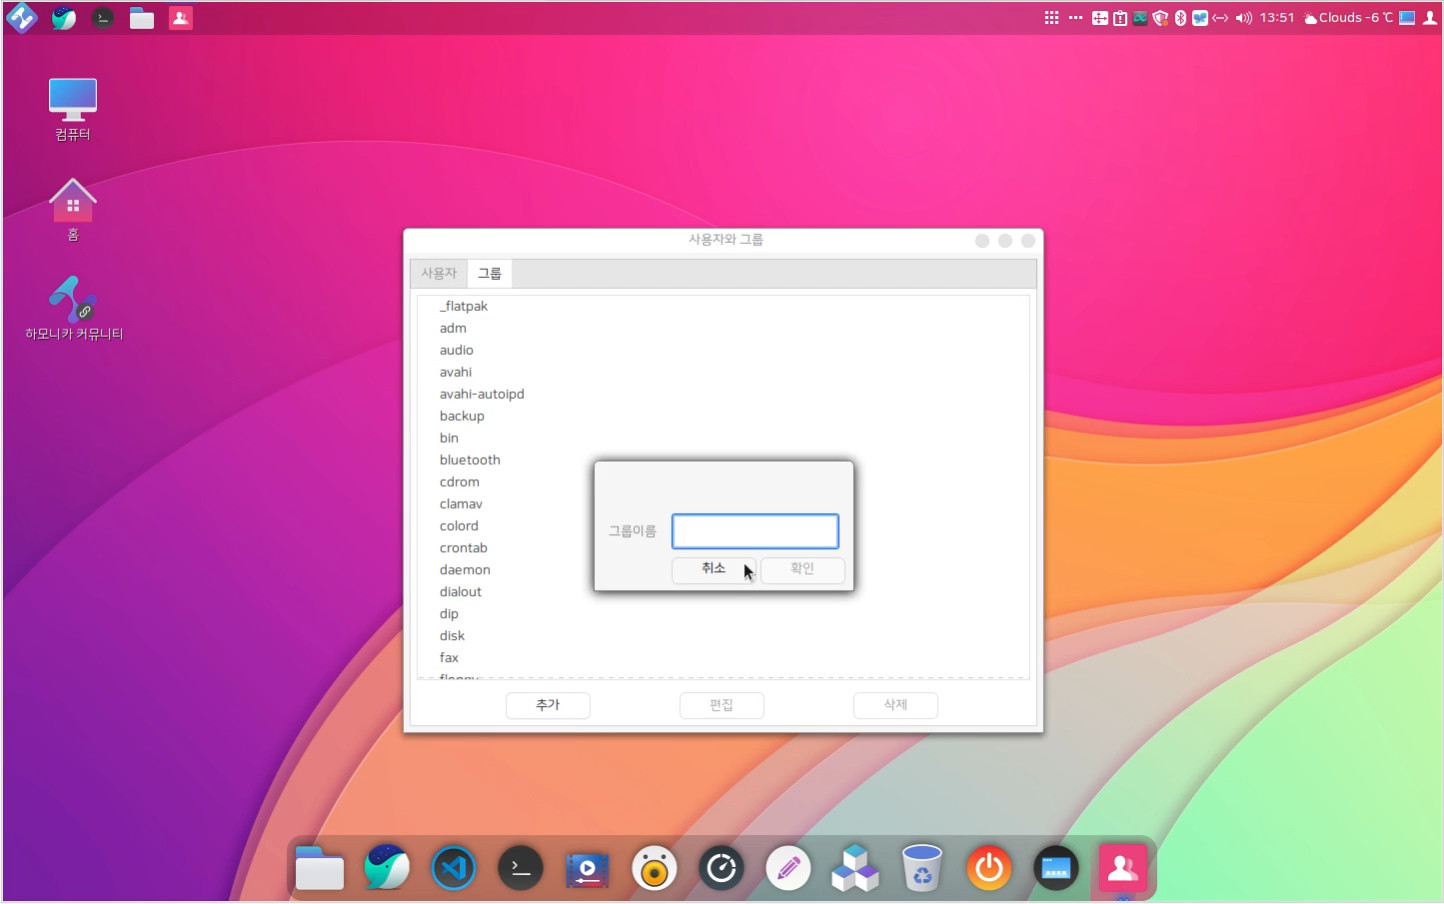 13:51 Clouds -6 ℃
컴퓨터
홈
하모니카 커뮤니티
사용자와 그룹
사용자 그룹
_flatpak
adm
audio
avahi
avahi-autoipd
backup
bin
bluetooth
cdrom
clamav
colord
crontab
daemon
dialout
dip
disk
fax
그룹이름
취소 확인
추가 편집 삭제